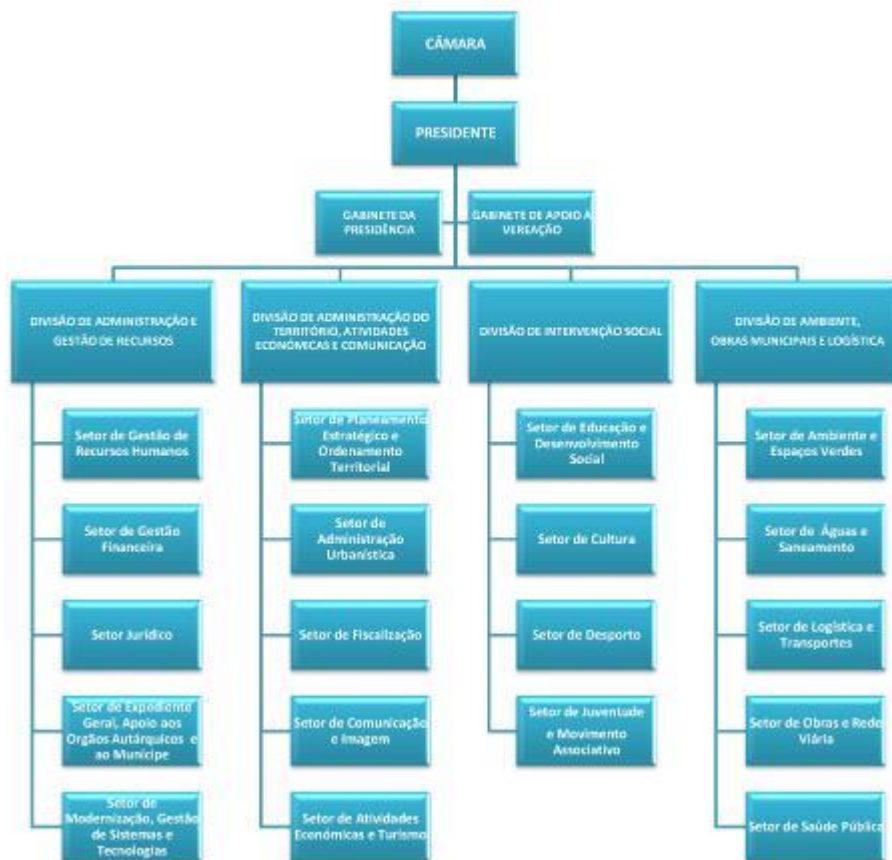 CÂMARA
PRESIDENTE
GABINETE DA
PRESIDÊNCIA
GABINETE DE APOIO À
VEREAÇÃO
DIVISÃO DE ADMINISTRAÇÃO E
GESTÃO DE RECURSOS
DIVISÃO DE ADMINISTRAÇÃO DO
TERRITÓRIO, ATIVIDADES
ECONÓMICAS E COMUNICAÇÃO
DIVISÃO DE INTERVENÇÃO SOCIAL
DIVISÃO DE AMBIENTE,
OBRAS MUNICIPAIS E LOGÍSTICA
Setor de Gestão de
Recursos Humanos
Setor de Gestão
Financeira
Setor Jurídico
Setor de Expediente
Geral, Apoio aos
Orgãos Autárquicos e
ao Munícipe
Setor de
Modernização, Gestão
de Sistemas e
Tecnologias
Setor de Planeamento
Estratégico e
Ordenamento
Territorial
Setor de
Administração
Urbanística
Setor de Fiscalização
Setor de Comunicação
e Imagem
Setor de Atividades
Económicas e Turismo
Setor de Educação e
Desenvolvimento
Social
Setor de Cultura
Setor de Desporto
Setor de Juventude
e Movimento
Associativo
Setor de Ambiente e
Espaços Verdes
Setor de Águas e
Saneamento
Setor de Logística e
Transportes
Setor de Obras e Rede
Viária
Setor de Saúde Pública